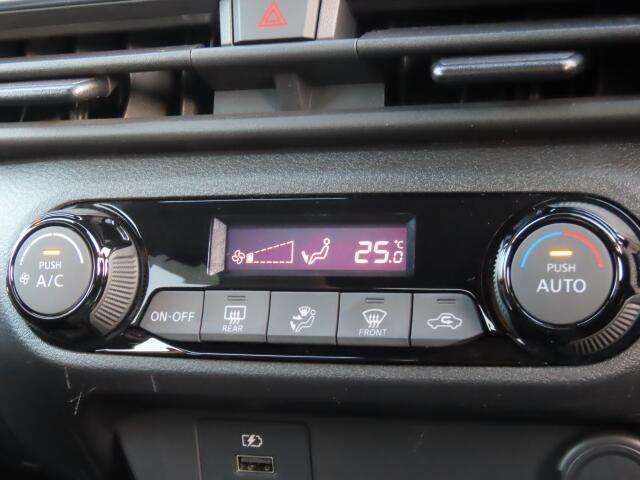 25.0 °C
PUSH
A/C
ON·OFF
REAR
FRONT
PUSH
AUTO